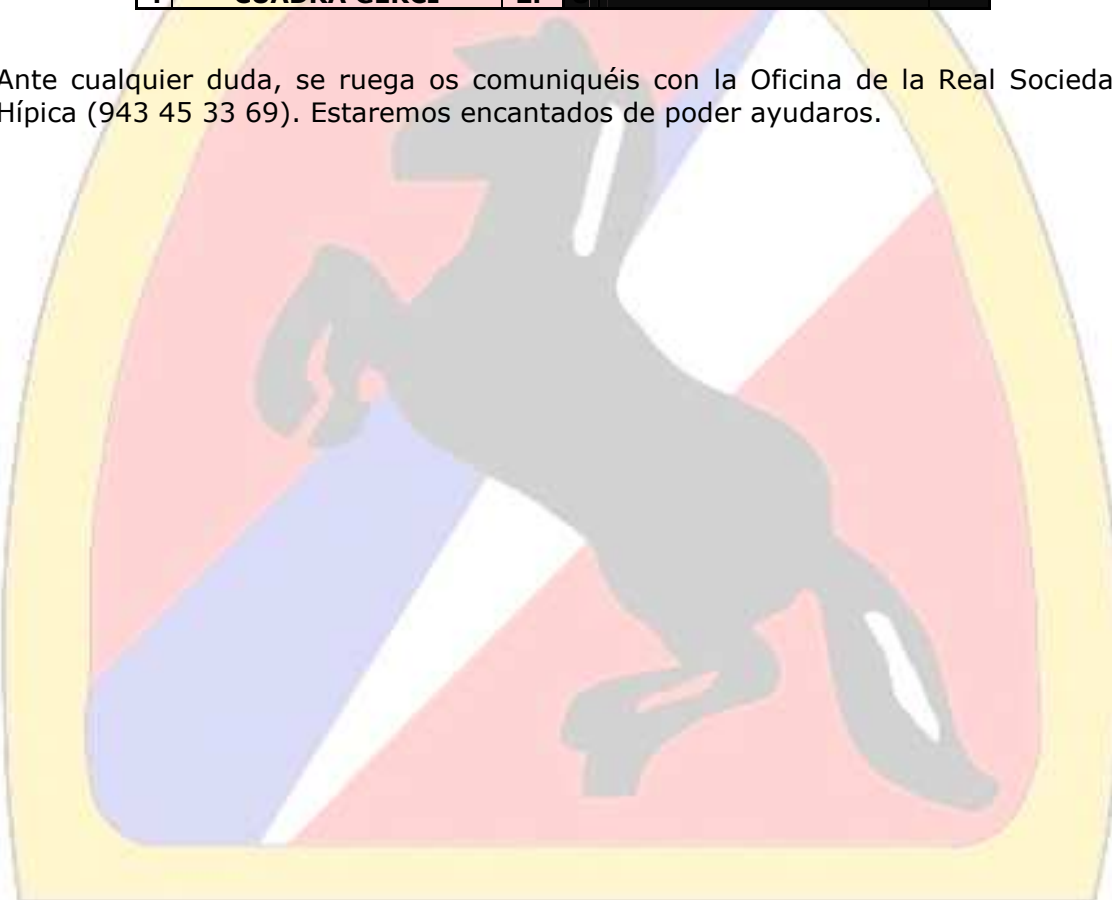 Ante cualquier duda, se ruega os comuniquéis con la Oficina de la Real Socieda
Hípica (943 45 33 69). Estaremos encantados de poder ayudaros.